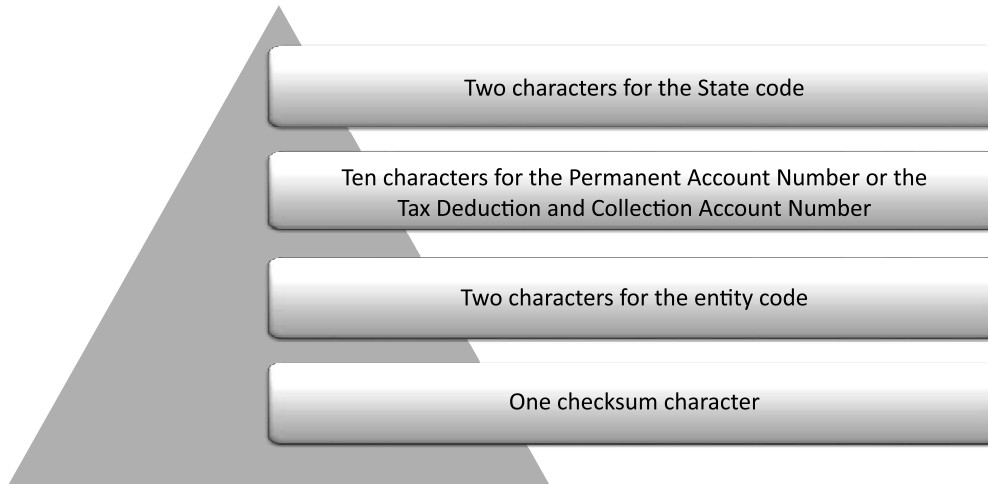 Two characters for the State code
Ten characters for the Permanent Account Number or the
Tax Deduction and Collection Account Number
Two characters for the entity code
One checksum character